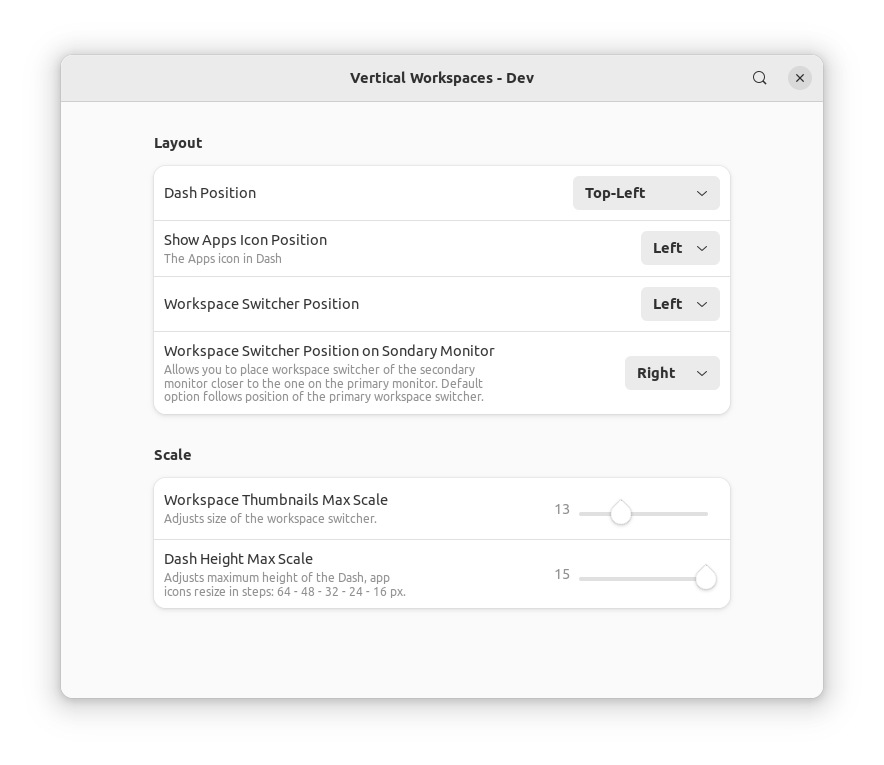 Vertical Workspaces - Dev
Layout
Dash Position
Top-Left
Show Apps Icon Position
The Apps icon in Dash
Left
Workspace Switcher Position
Left
Workspace Switcher Position on Sondary Monitor
Allows you to place workspace switcher of the secondary
monitor closer to the one on the primary monitor. Default
option follows position of the primary workspace switcher.
Right
Scale
Workspace Thumbnails Max Scale
Adjusts size of the workspace switcher.
13
Dash Height Max Scale
Adjusts maximum height of the Dash, app
icons resize in steps: 64 - 48 - 32 - 24 - 16 px.
15